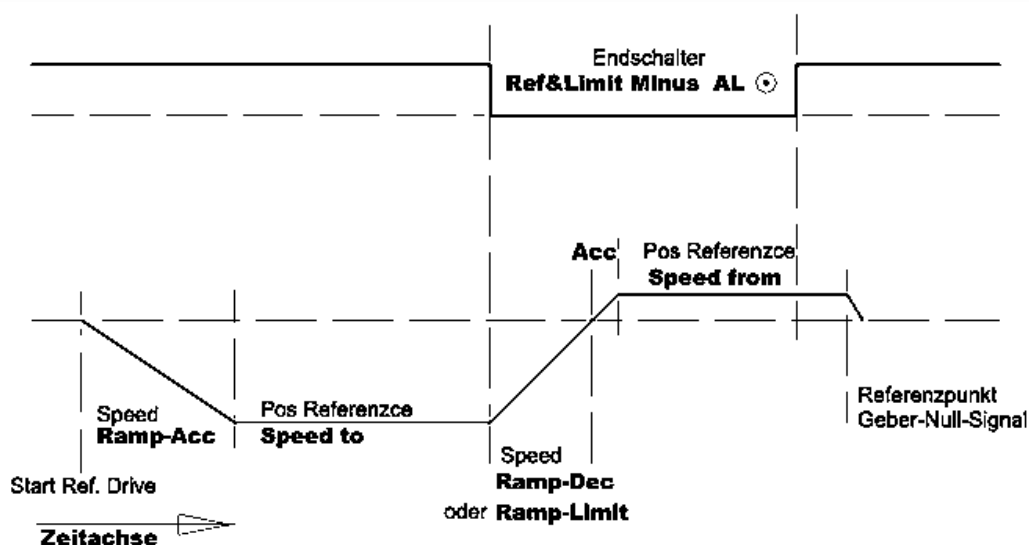 Endschalter
Ref&Limit Minus AL
Acc Pos Referenzce
Speed from
Speed Pos Referenzce
Ramp-Acc Speed to
Referenzpunkt
Geber-Null-Signal
Speed
Start Ref. Drive Ramp-Dec
oder Ramp-Limit
Zeitachse